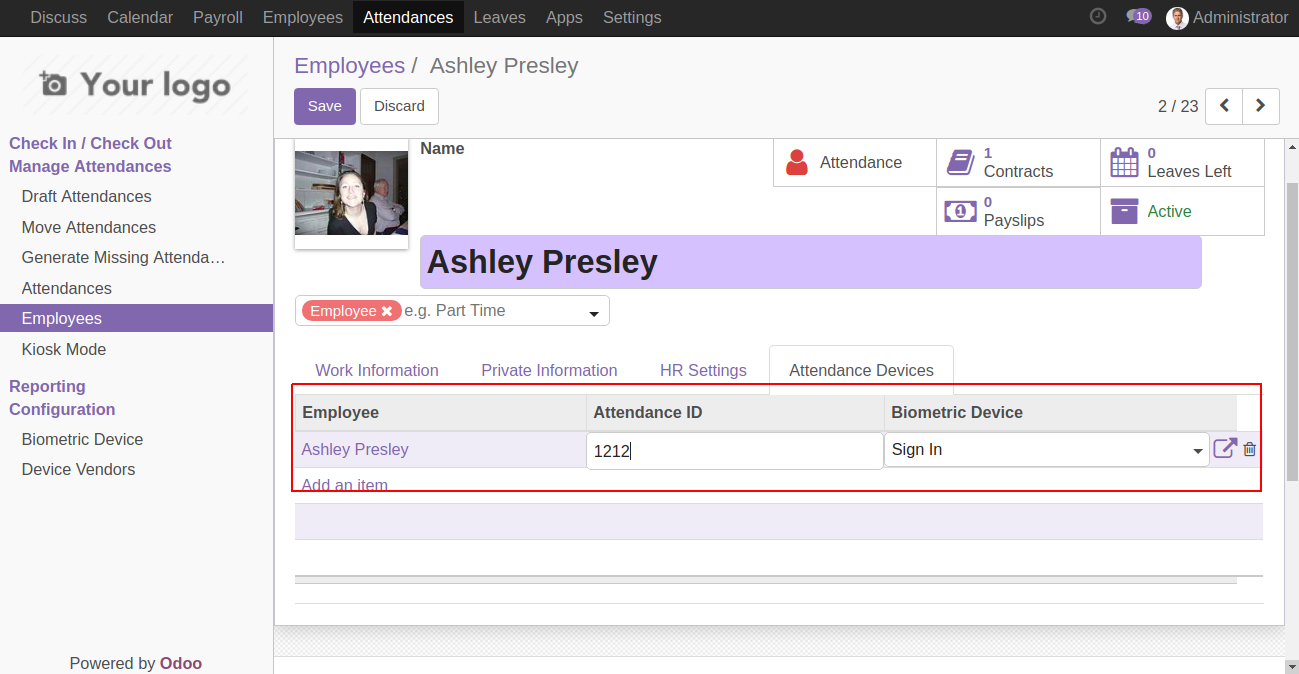 Discuss Calendar Payroll Employees Attendances Leaves Apps Settings 10 Administrator
Your logo
Check In / Check Out
Manage Attendances
Draft Attendances
Move Attendances
Generate Missing Attenda…
Attendances
Employees
Kiosk Mode
Reporting
Configuration
Biometric Device
Device Vendors
Powered by Odoo
Employees / Ashley Presley
Save Discard
2 / 23
Name
Attendance
1
Contracts
0
Leaves Left
0
Payslips
Active
Ashley Presley
Employee e.g. Part Time
Work Information Private Information HR Settings Attendance Devices
Employee Attendance ID Biometric Device
Ashley Presley 1212 Sign In
Add an item